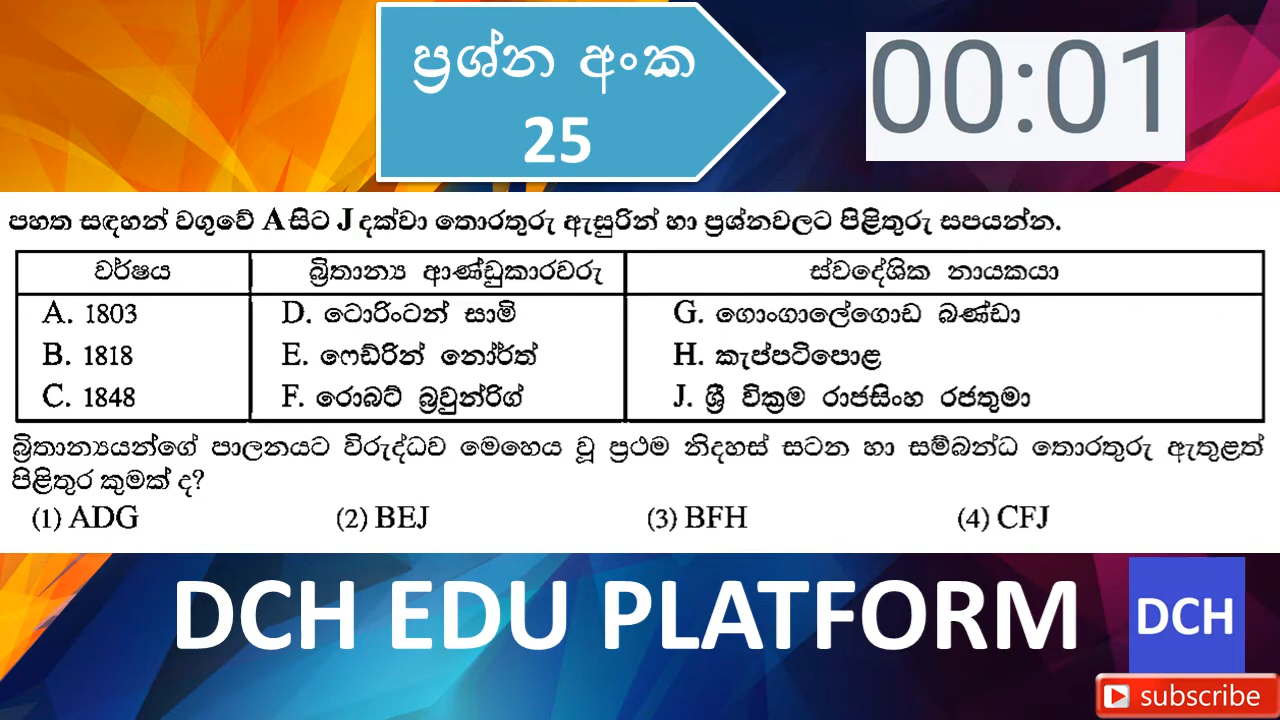 ප්‍රශ්න අංක
25
00:01
පහත සඳහන් වගුවේ A සිට J දක්වා තොරතුරු ඇසුරින් හා ප්‍රශ්නවලට පිළිතුරු සපයන්න.
වර්ෂය බ්‍රිතාන්‍ය ආණ්ඩුකාරවරු ස්වදේශික නායකයා
A. 1803 D. ටොරිංටන් සාමි G. ගොංගාලේගොඩ බණ්ඩා
B. 1818 E. ෆෙඩ්රින් නෝර්ත් H. කැප්පටිපොළ
C. 1848 F. රොබට් බ්‍රවුන්රිග් J. ශ්‍රී වික්‍රම රාජසිංහ රජතුමා
බ්‍රිතාන්‍යයන්ගේ පාලනයට විරුද්ධව මෙහෙය වූ ප්‍රථම නිදහස් සටන හා සම්බන්ධ තොරතුරු ඇතුළත්
පිළිතුර කුමක් ද?
(1) ADG (2) BEJ (3) BFH (4) CFJ
DCH EDU PLATFORM
DCH
subscribe